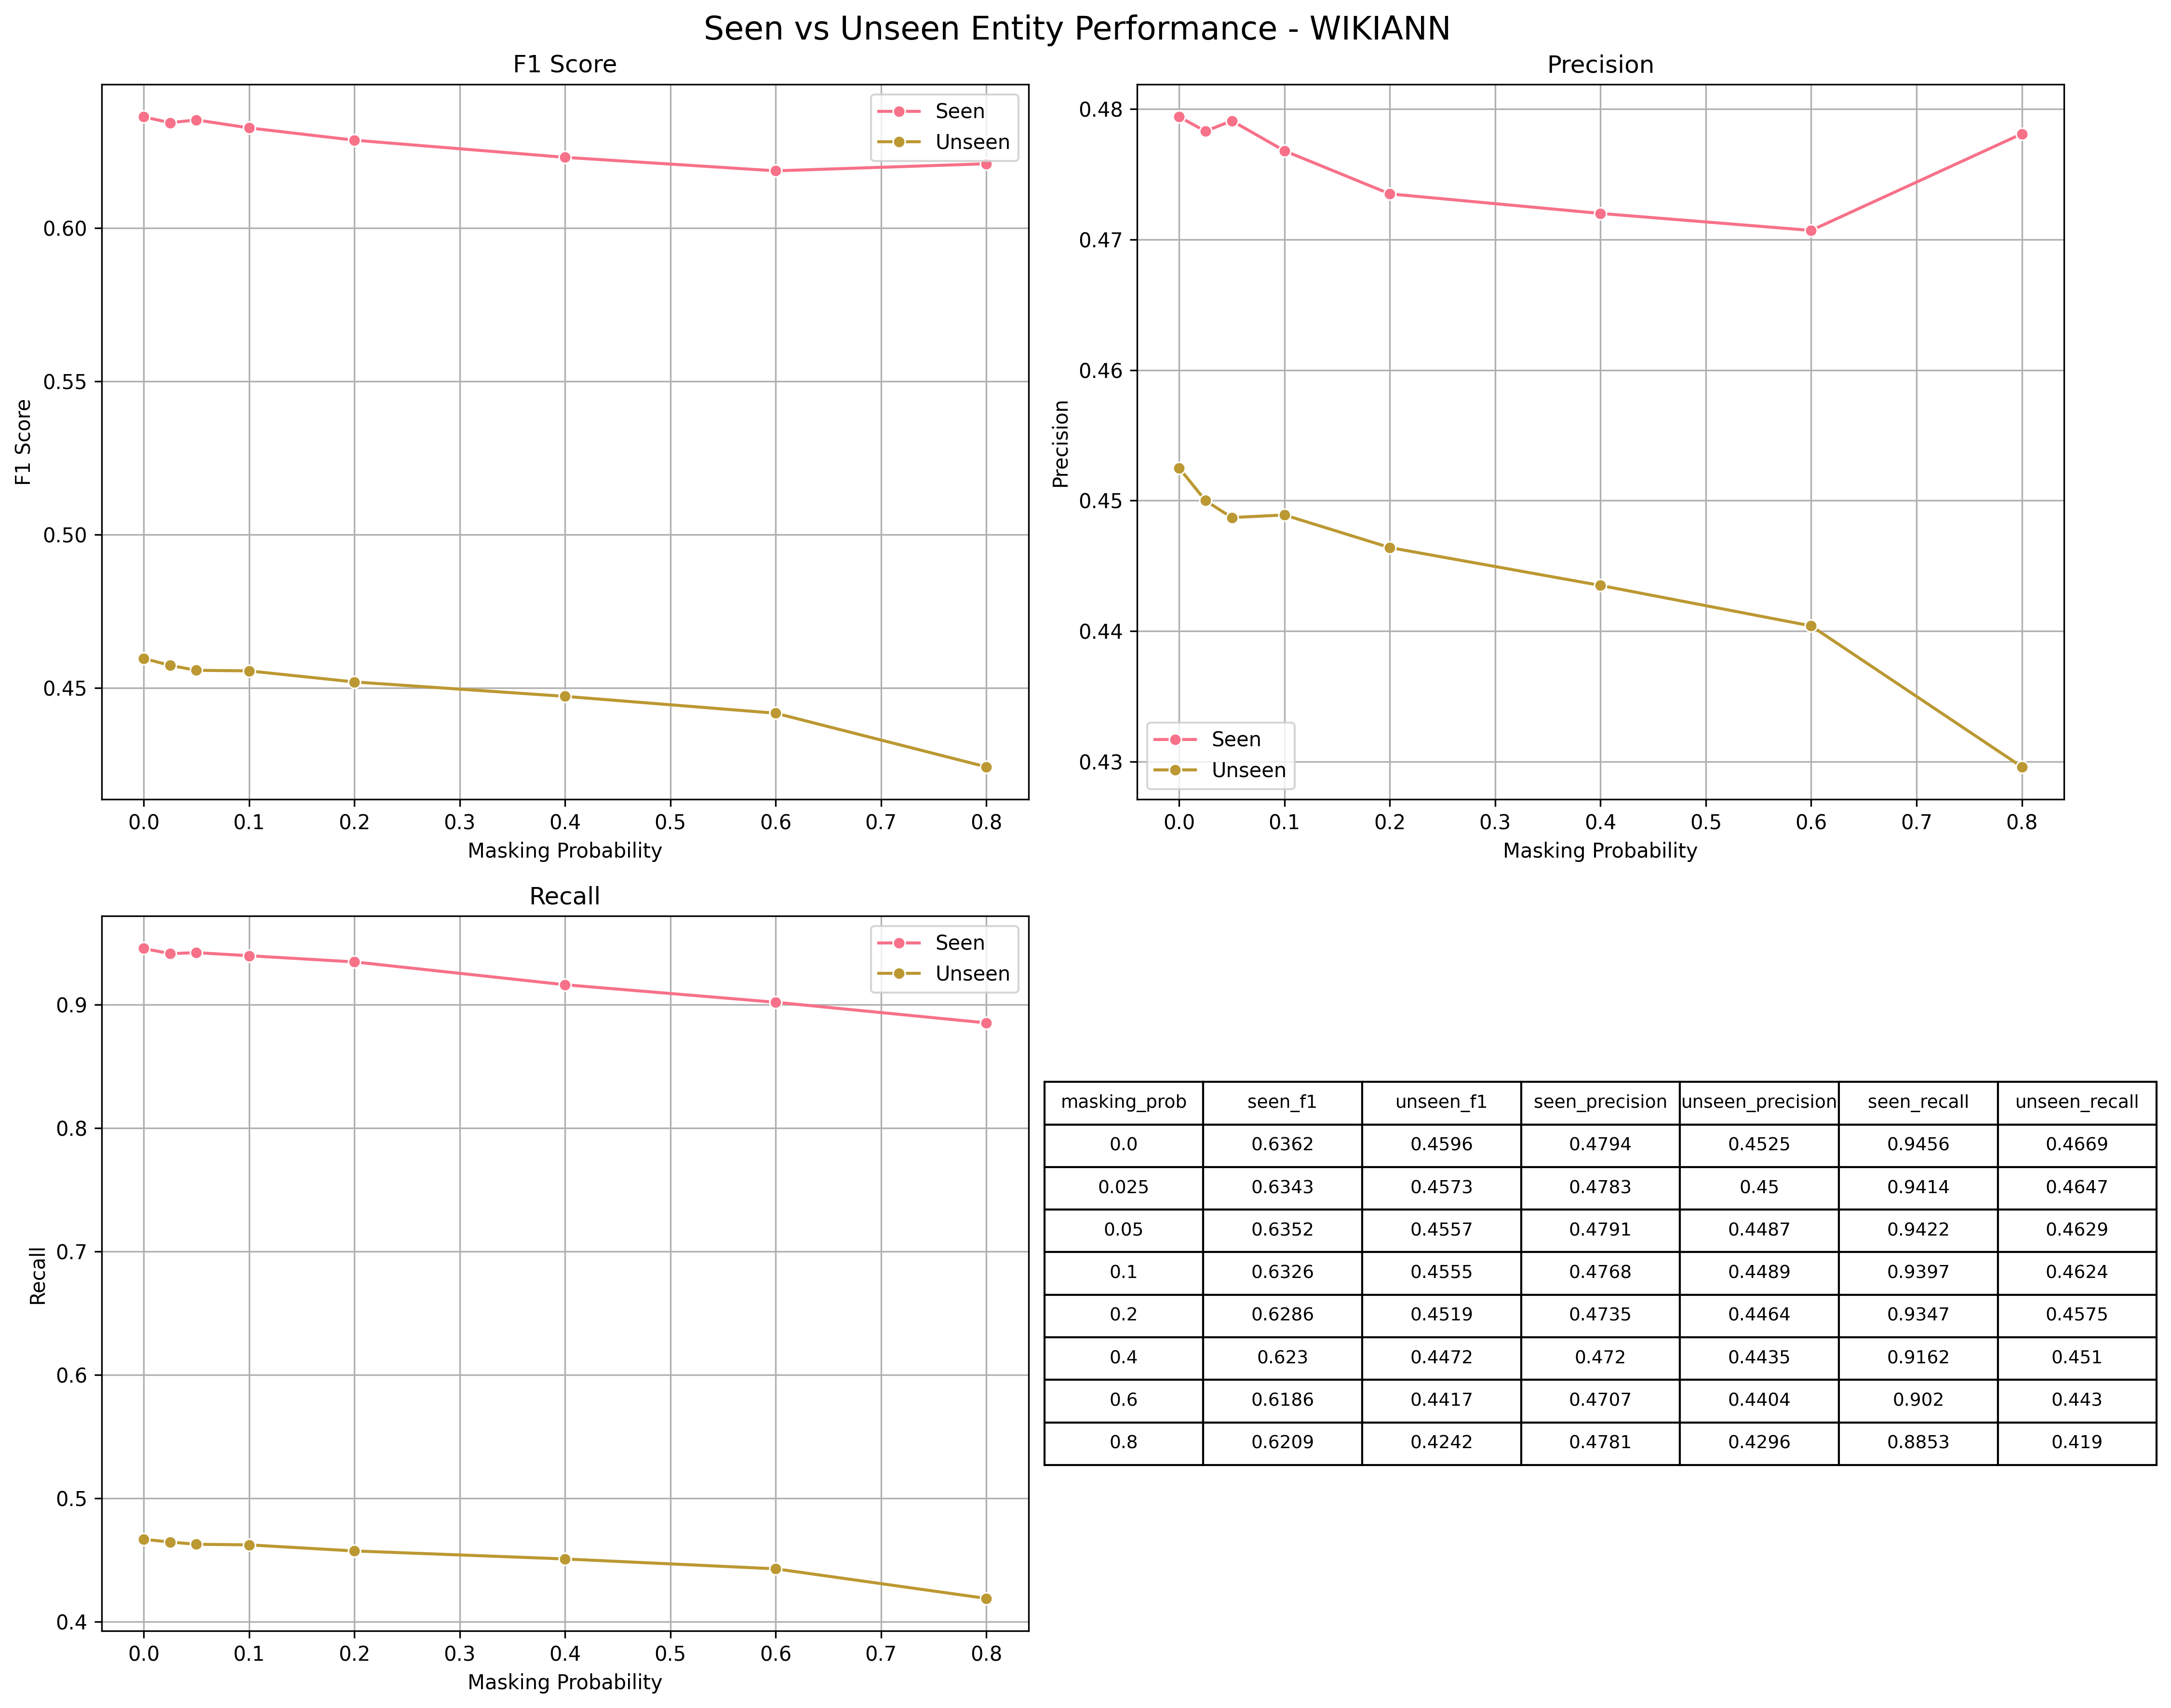 Seen vs Unseen Entity Performance - WIKIANN
F1 Score
Seen
Unseen
0.60
0.55
0.50
0.45
F1 Score
0.0 0.1 0.2 0.3 0.4 0.5 0.6 0.7 0.8
Masking Probability
Precision
0.48
0.47
0.46
0.45
0.44
0.43
Precision
Seen
Unseen
0.0 0.1 0.2 0.3 0.4 0.5 0.6 0.7 0.8
Masking Probability
Recall
Seen
Unseen
0.9
0.8
0.7
0.6
0.5
0.4
Recall
0.0 0.1 0.2 0.3 0.4 0.5 0.6 0.7 0.8
Masking Probability
masking_prob seen_f1 unseen_f1 seen_precision unseen_precision seen_recall unseen_recall
0.0 0.6362 0.4596 0.4794 0.4525 0.9456 0.4669
0.025 0.6343 0.4573 0.4783 0.45 0.9414 0.4647
0.05 0.6352 0.4557 0.4791 0.4487 0.9422 0.4629
0.1 0.6326 0.4555 0.4768 0.4489 0.9397 0.4624
0.2 0.6286 0.4519 0.4735 0.4464 0.9347 0.4575
0.4 0.623 0.4472 0.472 0.4435 0.9162 0.451
0.6 0.6186 0.4417 0.4707 0.4404 0.902 0.443
0.8 0.6209 0.4242 0.4781 0.4296 0.8853 0.419